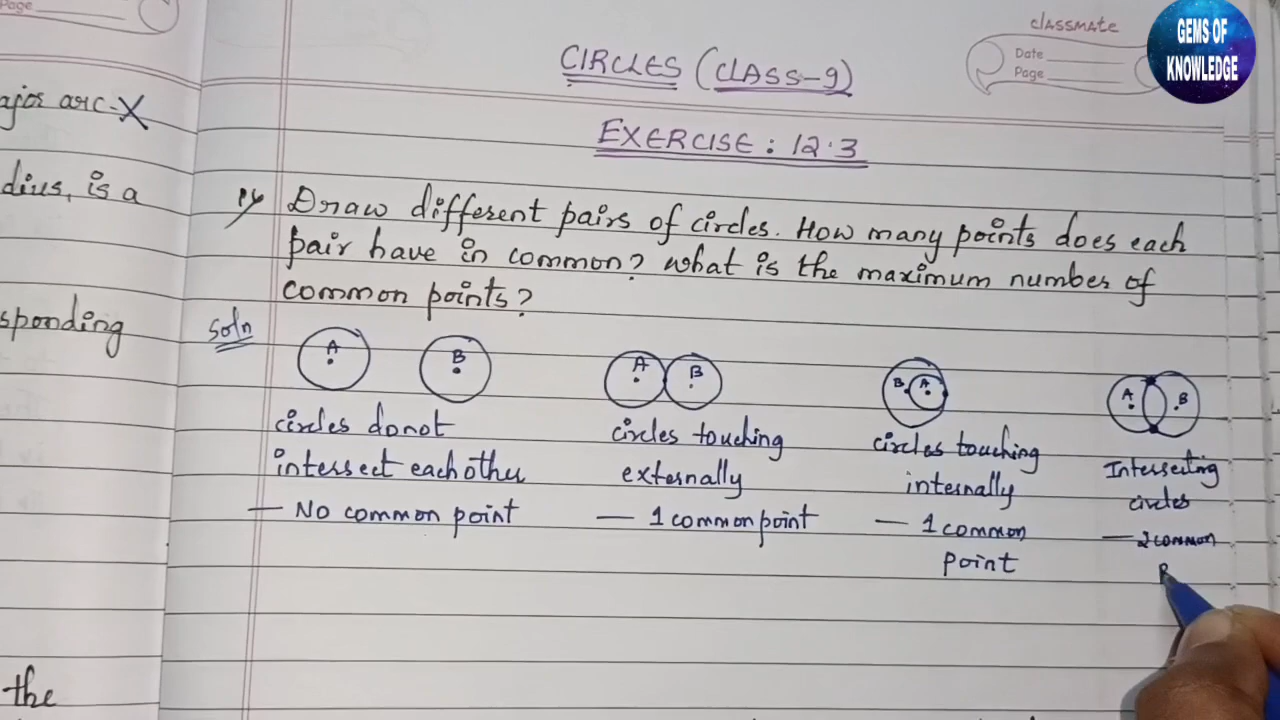 Page
classmate
Date
Page
GEMS OF
KNOWLEDGE
CIRCLES (CLASS-9)
EXERCISE: 12.3
ajor arc-X
dius, is a
sponding
the
1) Draw different pairs of circles. How many points does each
pair have in common? What is the maximum number of
common points?
Soln
A B
A B
B A
A B
circles donot
intersect eachother
— No common point
circles touching
externally
— 1 common point
circles touching
internally
— 1 common
point
Intersecting
circles
— 2 common
P